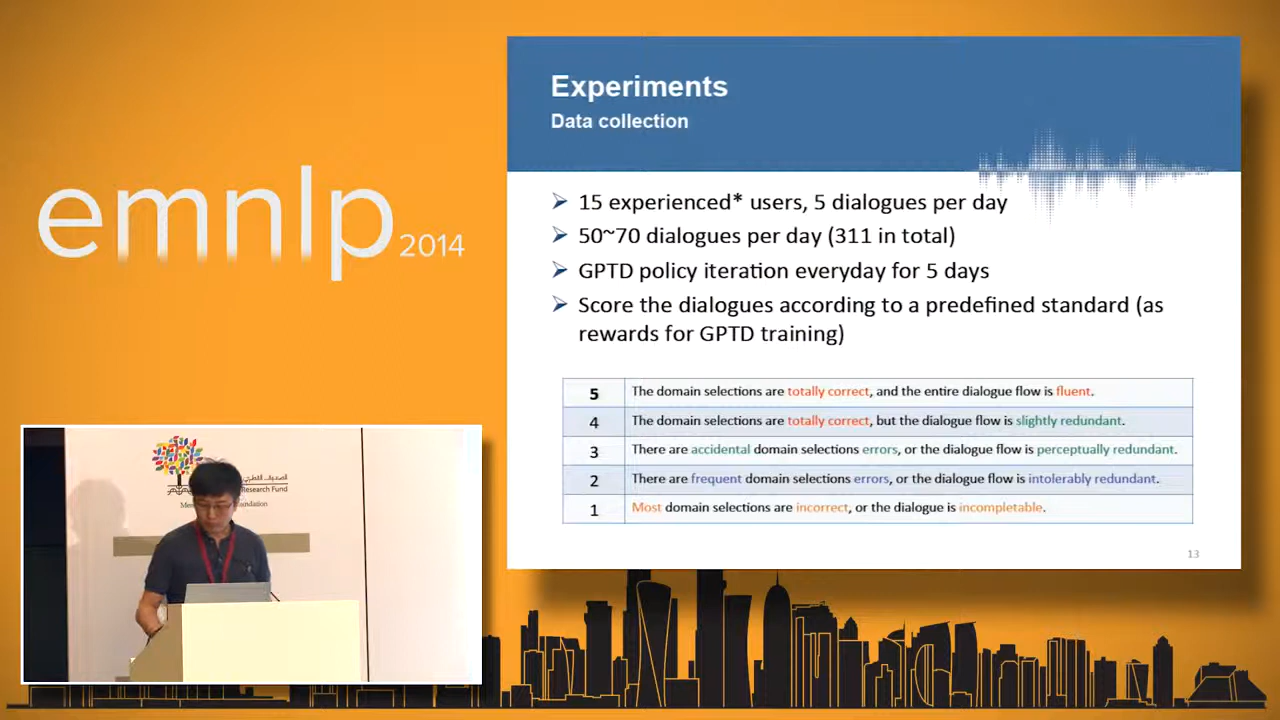 emnlp 2014
Experiments
Data collection
15 experienced* users, 5 dialogues per day
50~70 dialogues per day (311 in total)
GPTD policy iteration everyday for 5 days
Score the dialogues according to a predefined standard (as
rewards for GPTD training)
5 The domain selections are totally correct, and the entire dialogue flow is fluent.
4 The domain selections are totally correct, but the dialogue flow is slightly redundant.
3 There are accidental domain selections errors, or the dialogue flow is perceptually redundant.
2 There are frequent domain selections errors, or the dialogue flow is intolerably redundant.
1 Most domain selections are incorrect, or the dialogue is incompletable.
13
Research Fund